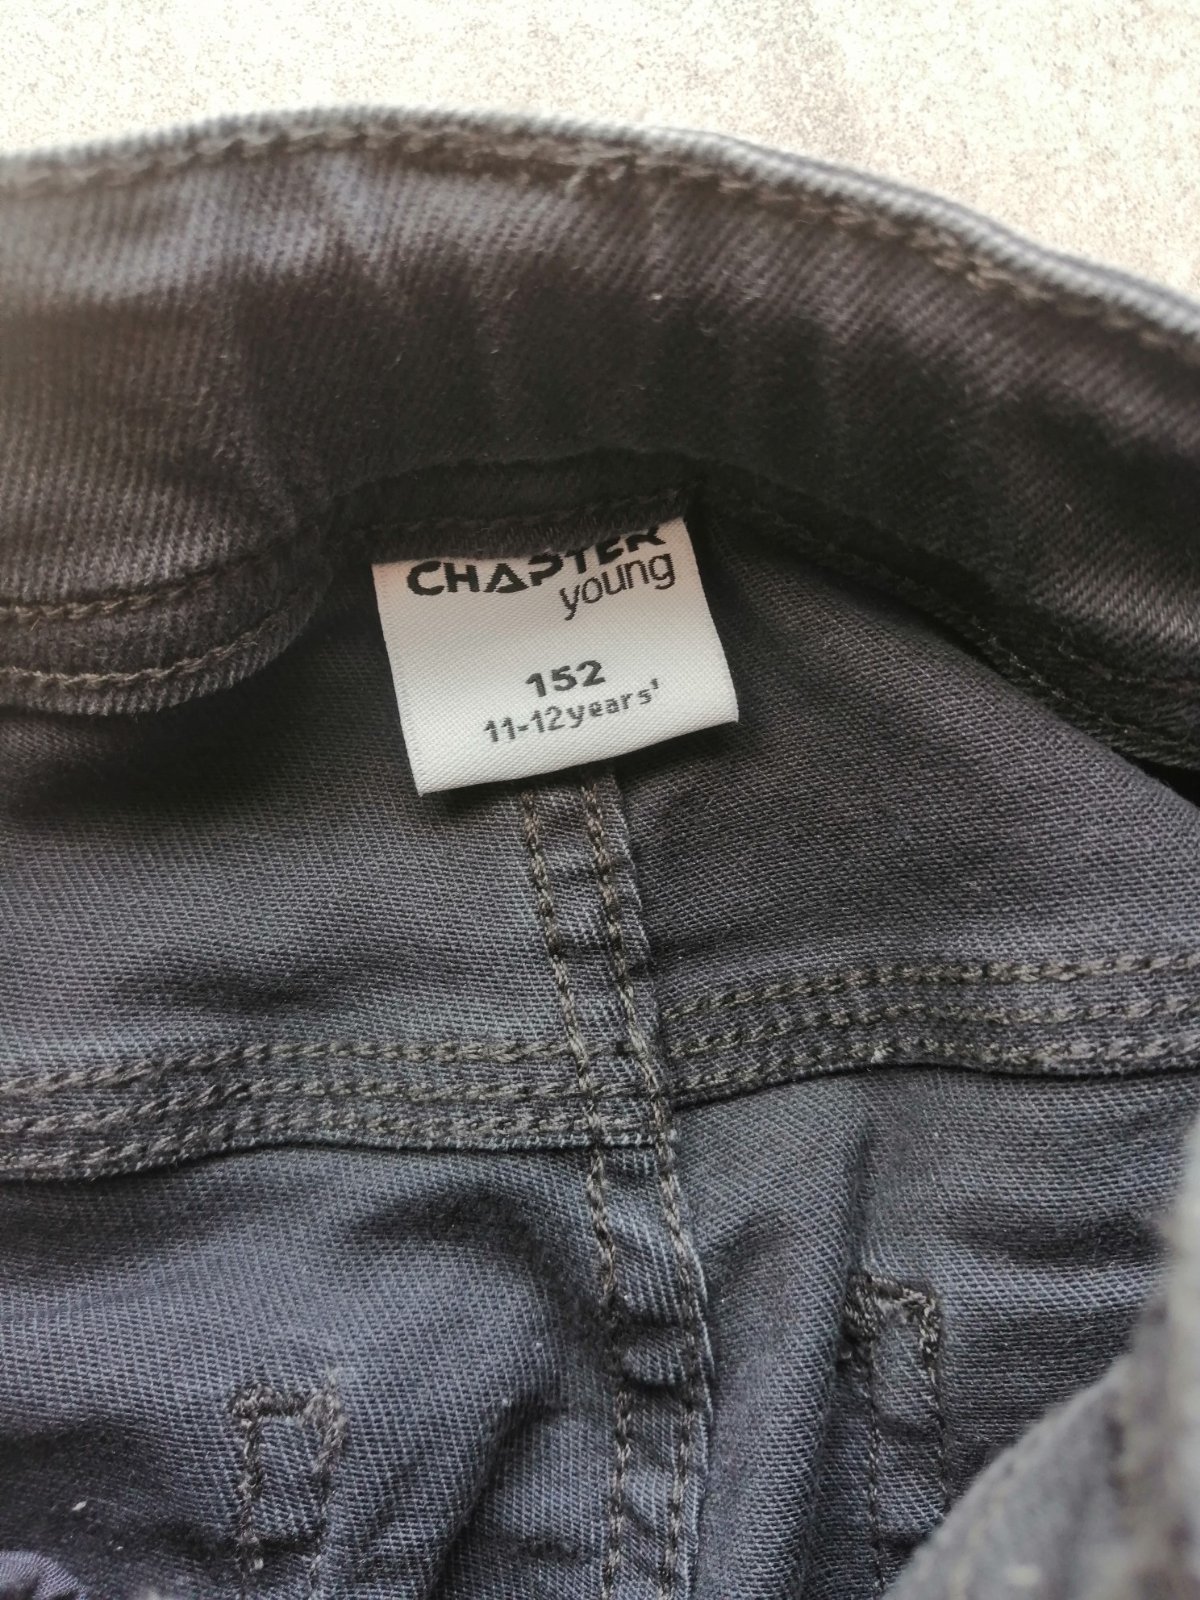 CHAPTER
young
152
11-12years'